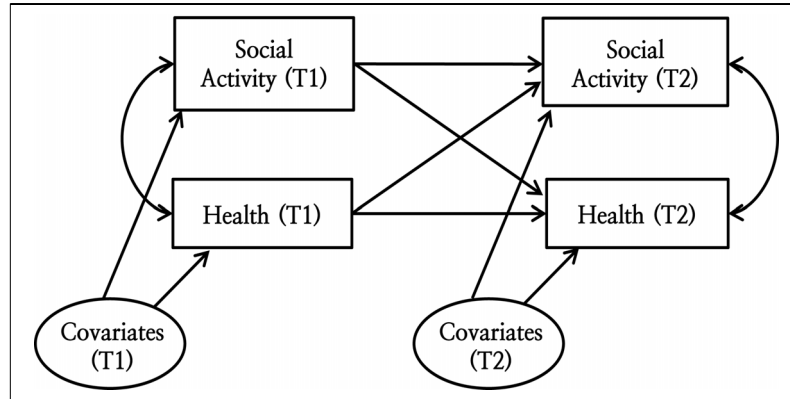 Social
Activity (T1)
Social
Activity (T2)
Health (T1)
Health (T2)
Covariates
(T1)
Covariates
(T2)